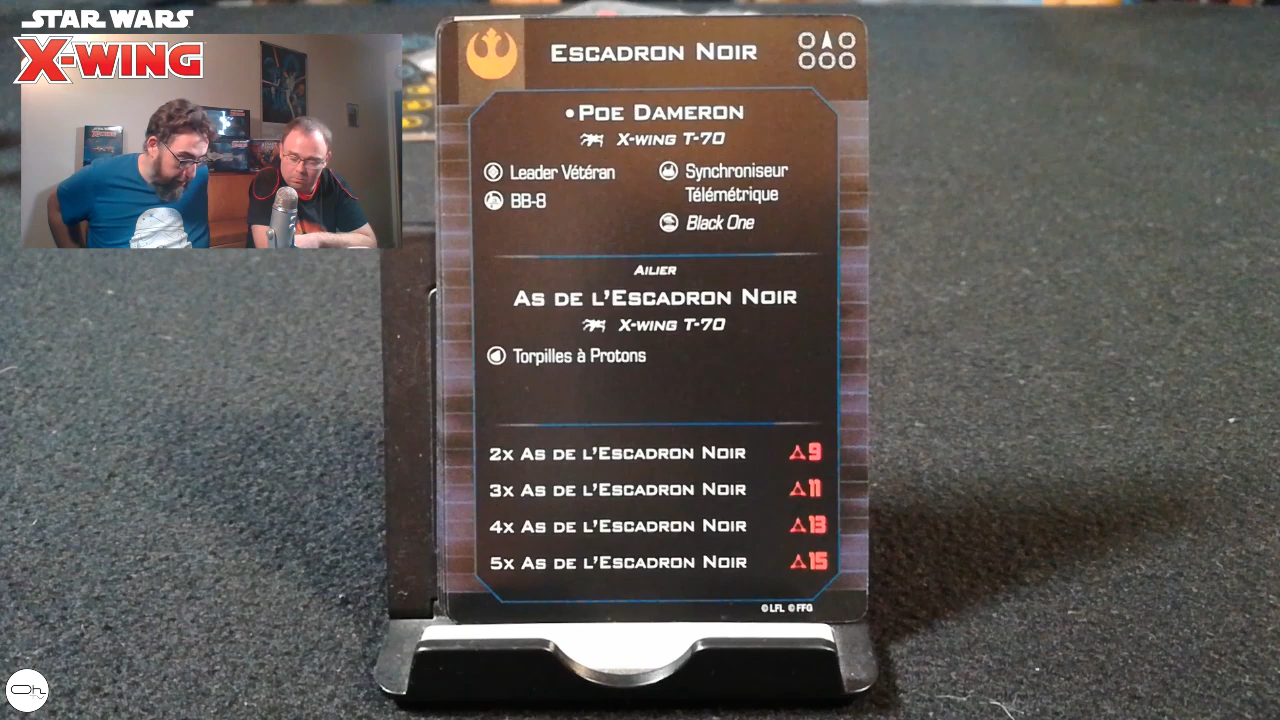 STAR WARS
X-WING
ESCADRON NOIR
•POE DAMERON
X-WING T-70
Leader Vétéran
BB-8
Synchroniseur
Télémétrique
Black One
AILIER
AS DE L'ESCADRON NOIR
X-WING T-70
Torpilles à Protons
2X AS DE L'ESCADRON NOIR 9
3X AS DE L'ESCADRON NOIR 11
4X AS DE L'ESCADRON NOIR 13
5X AS DE L'ESCADRON NOIR 15
© LFL © FFG